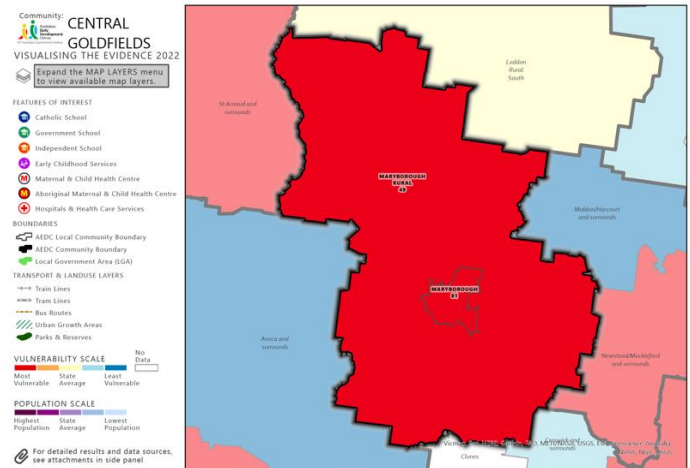 Community:
CENTRAL
GOLDFIELDS
VISUALISING THE EVIDENCE 2022
Expand the MAP LAYERS menu
to view available map layers.
FEATURES OF INTEREST
Catholic School
Government School
Independent School
Early Childhood Services
Maternal & Child Health Centre
Aboriginal Maternal & Child Health Centre
Hospitals & Health Care Services
BOUNDARIES
AEDC Local Community Boundary
AEDC Community Boundary
Local Government Area (LGA)
TRANSPORT & LANDUSE LAYERS
Train Lines
Tram Lines
Bus Routes
Urban Growth Areas
Parks & Reserves
VULNERABILITY SCALE
No
Data
Most
Vulnerable
State
Average
Least
Vulnerable
POPULATION SCALE
Highest
Population
State
Average
Lowest
Population
For detailed results and data sources,
see attachments in side panel
Loddon
Rural
South
St Arnaud and
surrounds
MARYBOROUGH
RURAL
49
Maldon/Harcourt
and surrounds
MARYBOROUGH
81
Avoca and
surrounds
Newstead/Muckleford
and surrounds
Clunes